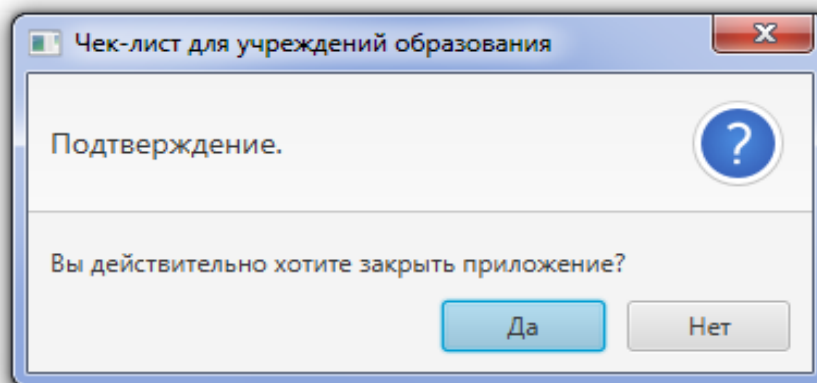 Чек-лист для учреждений образования
Подтверждение.
?
Вы действительно хотите закрыть приложение?
Да
Нет